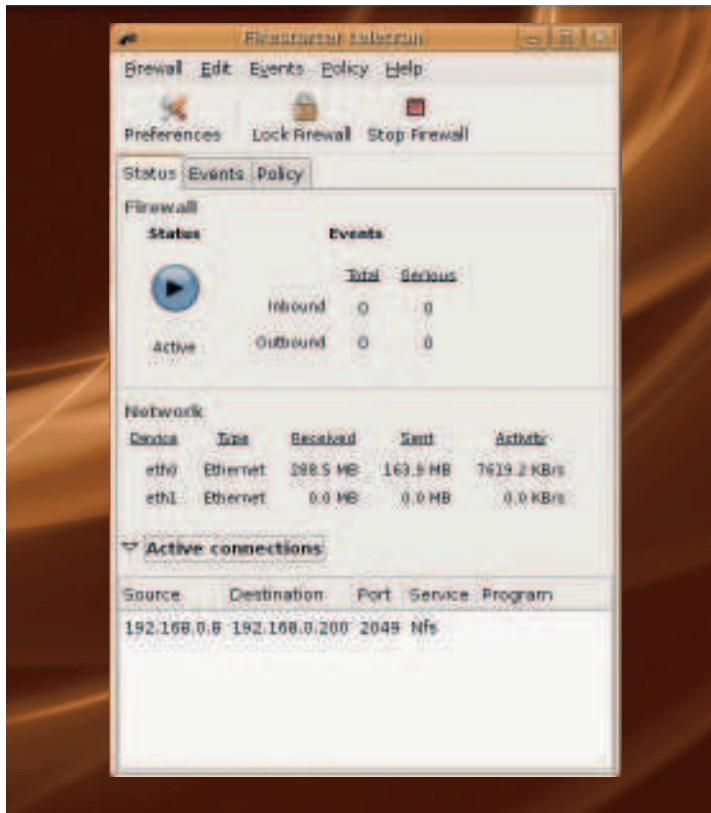 Firestarter teletran
Firewall Edit Events Policy Help
Preferences Lock Firewall Stop Firewall
Status Events Policy
Firewall
Status Events
Total Serious
Inbound 0 0
Active Outbound 0 0
Network
Device Type Received Sent Activity
eth0 Ethernet 288.5 MB 163.9 MB 7619.2 KB/s
eth1 Ethernet 0.0 MB 0.0 MB 0.0 KB/s
Active connections
Source Destination Port Service Program
192.168.0.8 192.168.0.200 2049 Nfs